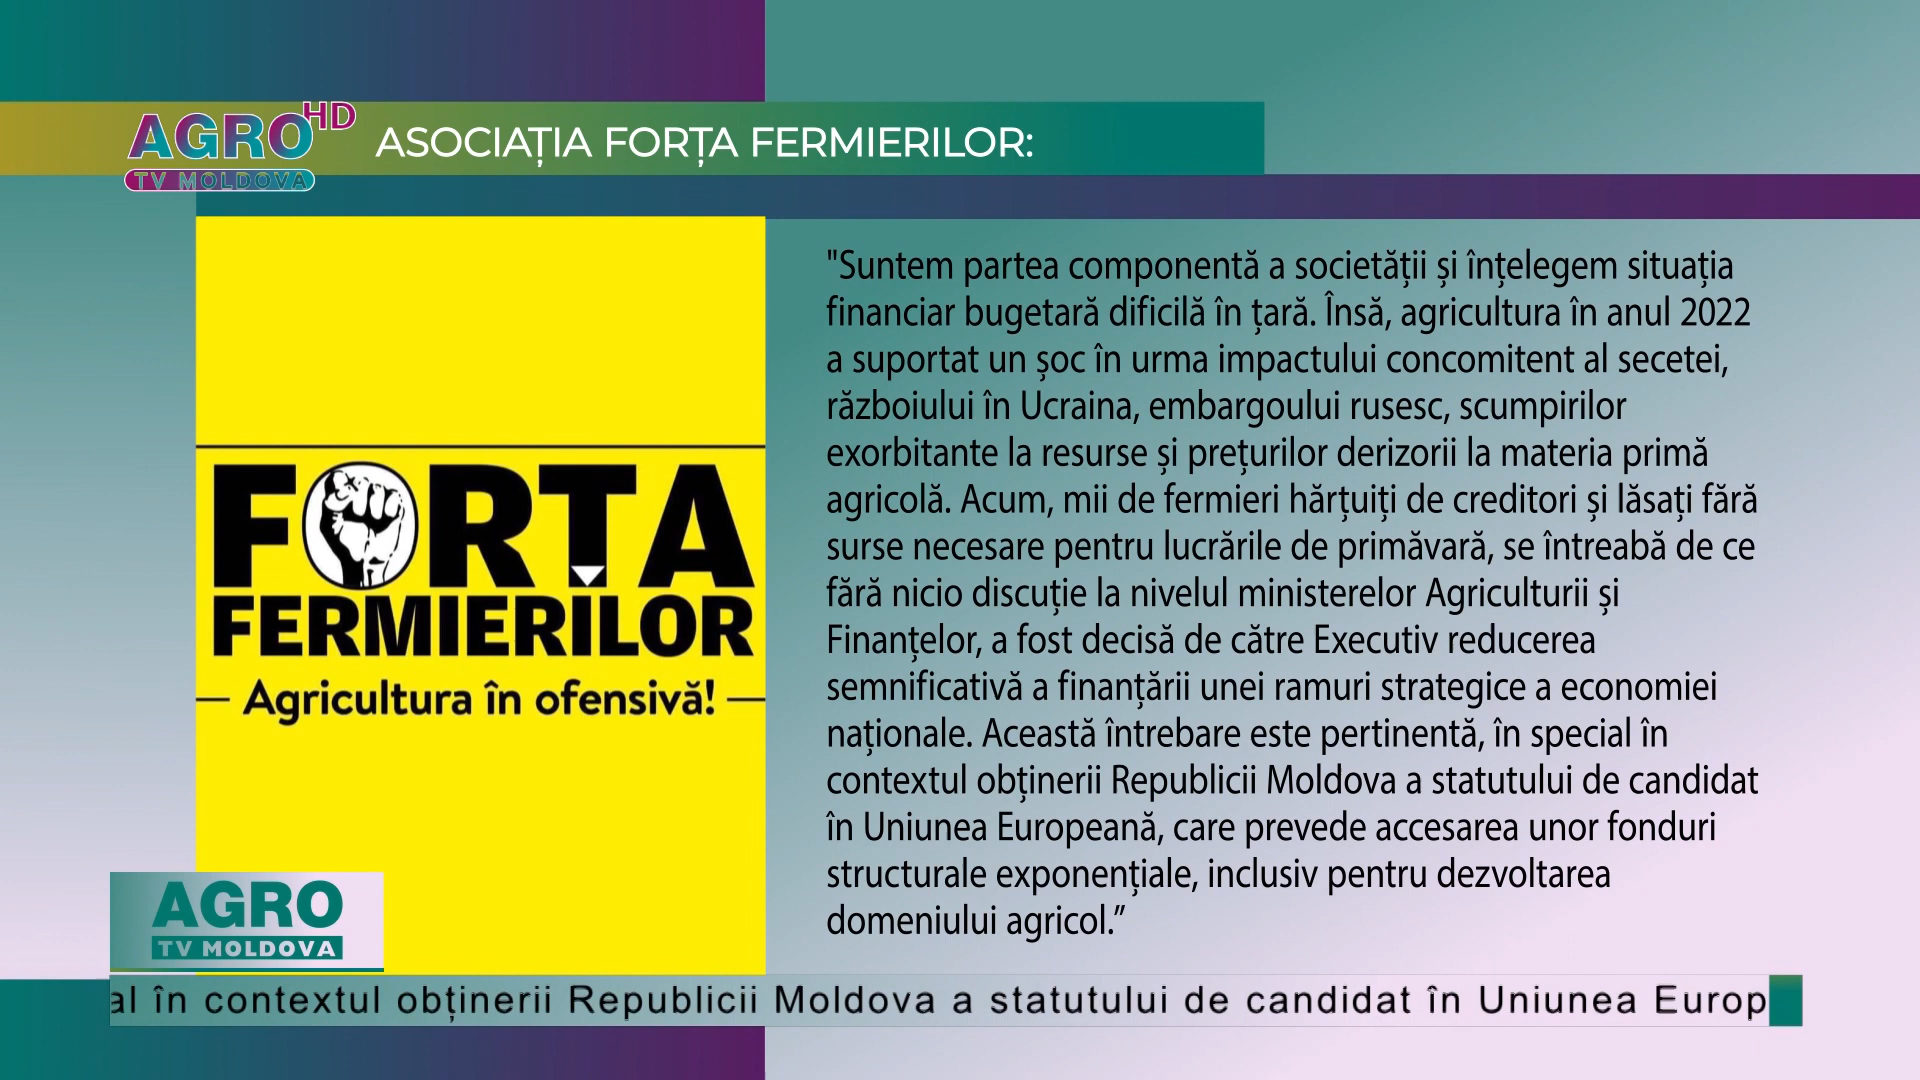 AGRO HD
TV MOLDOVA
ASOCIAȚIA FORȚA FERMIERILOR:
FORȚA
FERMIERILOR
— Agricultura în ofensivă! —
"Suntem partea componentă a societății și înțelegem situația
financiar bugetară dificilă în țară. Însă, agricultura în anul 2022
a suportat un șoc în urma impactului concomitent al secetei,
războiului în Ucraina, embargoului rusesc, scumpirilor
exorbitante la resurse și prețurilor derizorii la materia primă
agricolă. Acum, mii de fermieri hărțuiți de creditori și lăsați fără
surse necesare pentru lucrările de primăvară, se întreabă de ce
fără nicio discuție la nivelul ministerelor Agriculturii și
Finanțelor, a fost decisă de către Executiv reducerea
semnificativă a finanțării unei ramuri strategice a economiei
naționale. Această întrebare este pertinentă, în special în
contextul obținerii Republicii Moldova a statutului de candidat
în Uniunea Europeană, care prevede accesarea unor fonduri
structurale exponențiale, inclusiv pentru dezvoltarea
domeniului agricol.”
AGRO
TV MOLDOVA
al în contextul obținerii Republicii Moldova a statutului de candidat în Uniunea Europ